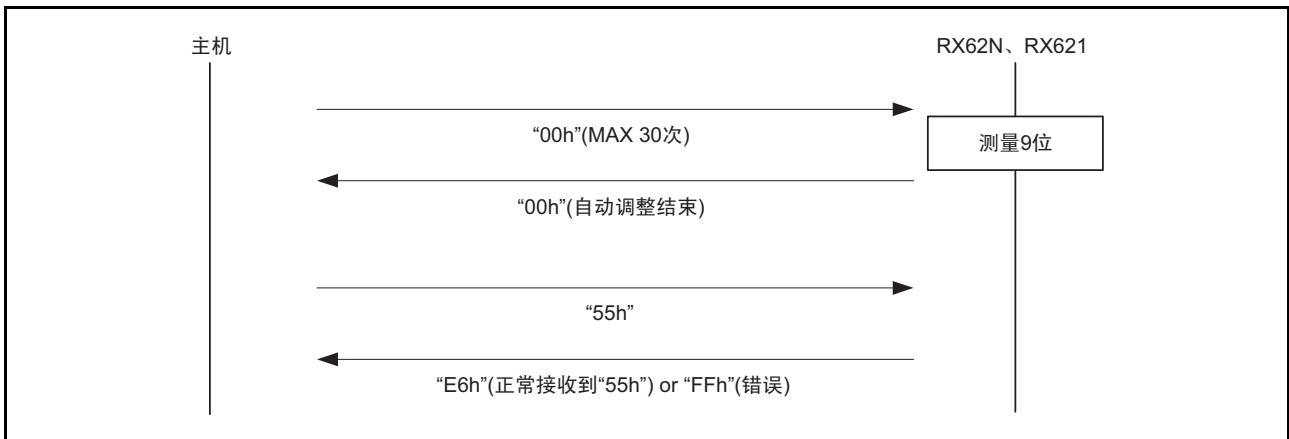 主机
RX62N、RX621
“00h”(MAX 30次)
测量9位
“00h”(自动调整结束)
“55h”
“E6h”(正常接收到“55h”) or “FFh”(错误)